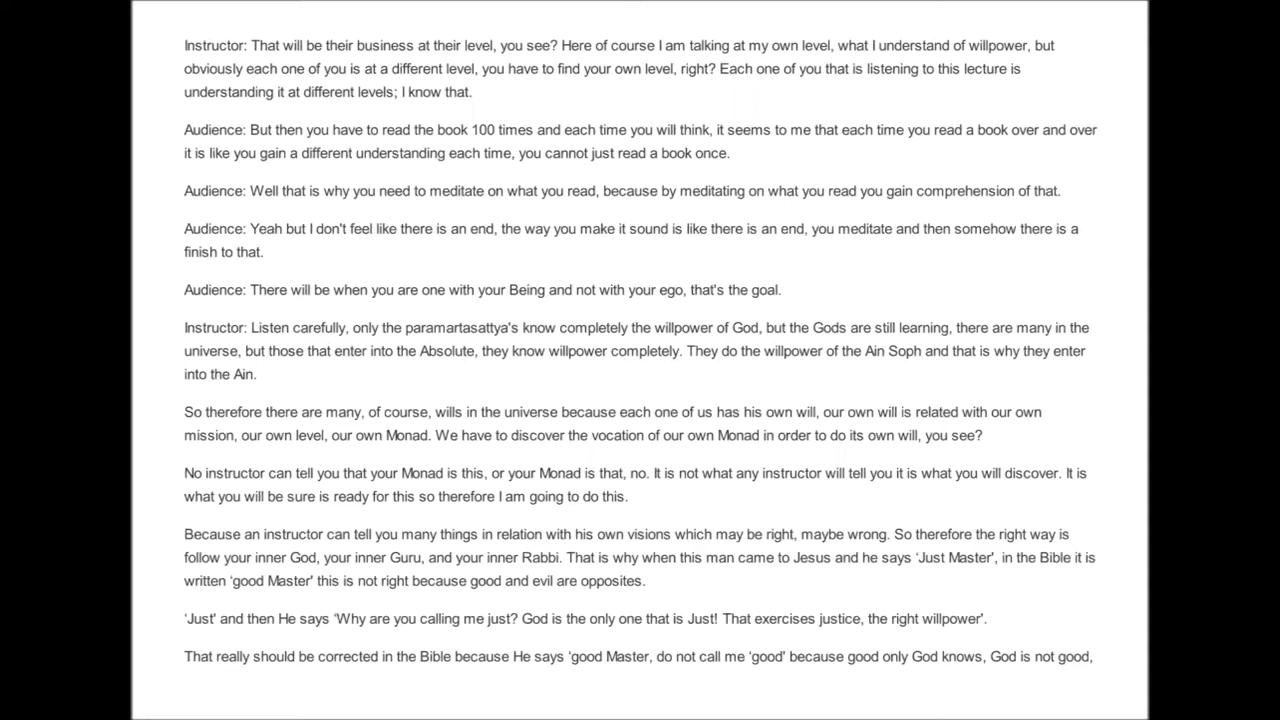 Instructor: That will be their business at their level, you see? Here of course I am talking at my own level, what I understand of willpower, but
obviously each one of you is at a different level, you have to find your own level, right? Each one of you that is listening to this lecture is
understanding it at different levels; I know that.
Audience: But then you have to read the book 100 times and each time you will think, it seems to me that each time you read a book over and over
it is like you gain a different understanding each time, you cannot just read a book once.
Audience: Well that is why you need to meditate on what you read, because by meditating on what you read you gain comprehension of that.
Audience: Yeah but I don't feel like there is an end, the way you make it sound is like there is an end, you meditate and then somehow there is a
finish to that.
Audience: There will be when you are one with your Being and not with your ego, that's the goal.
Instructor: Listen carefully, only the paramartasattya's know completely the willpower of God, but the Gods are still learning, there are many in the
universe, but those that enter into the Absolute, they know willpower completely. They do the willpower of the Ain Soph and that is why they enter
into the Ain.
So therefore there are many, of course, wills in the universe because each one of us has his own will, our own will is related with our own
mission, our own level, our own Monad. We have to discover the vocation of our own Monad in order to do its own will, you see?
No instructor can tell you that your Monad is this, or your Monad is that, no. It is not what any instructor will tell you it is what you will discover. It is
what you will be sure is ready for this so therefore I am going to do this.
Because an instructor can tell you many things in relation with his own visions which may be right, maybe wrong. So therefore the right way is
follow your inner God, your inner Guru, and your inner Rabbi. That is why when this man came to Jesus and he says ‘Just Master', in the Bible it is
written ‘good Master' this is not right because good and evil are opposites.
‘Just' and then He says ‘Why are you calling me just? God is the only one that is Just! That exercises justice, the right willpower'.
That really should be corrected in the Bible because He says ‘good Master, do not call me ‘good' because good only God knows, God is not good,